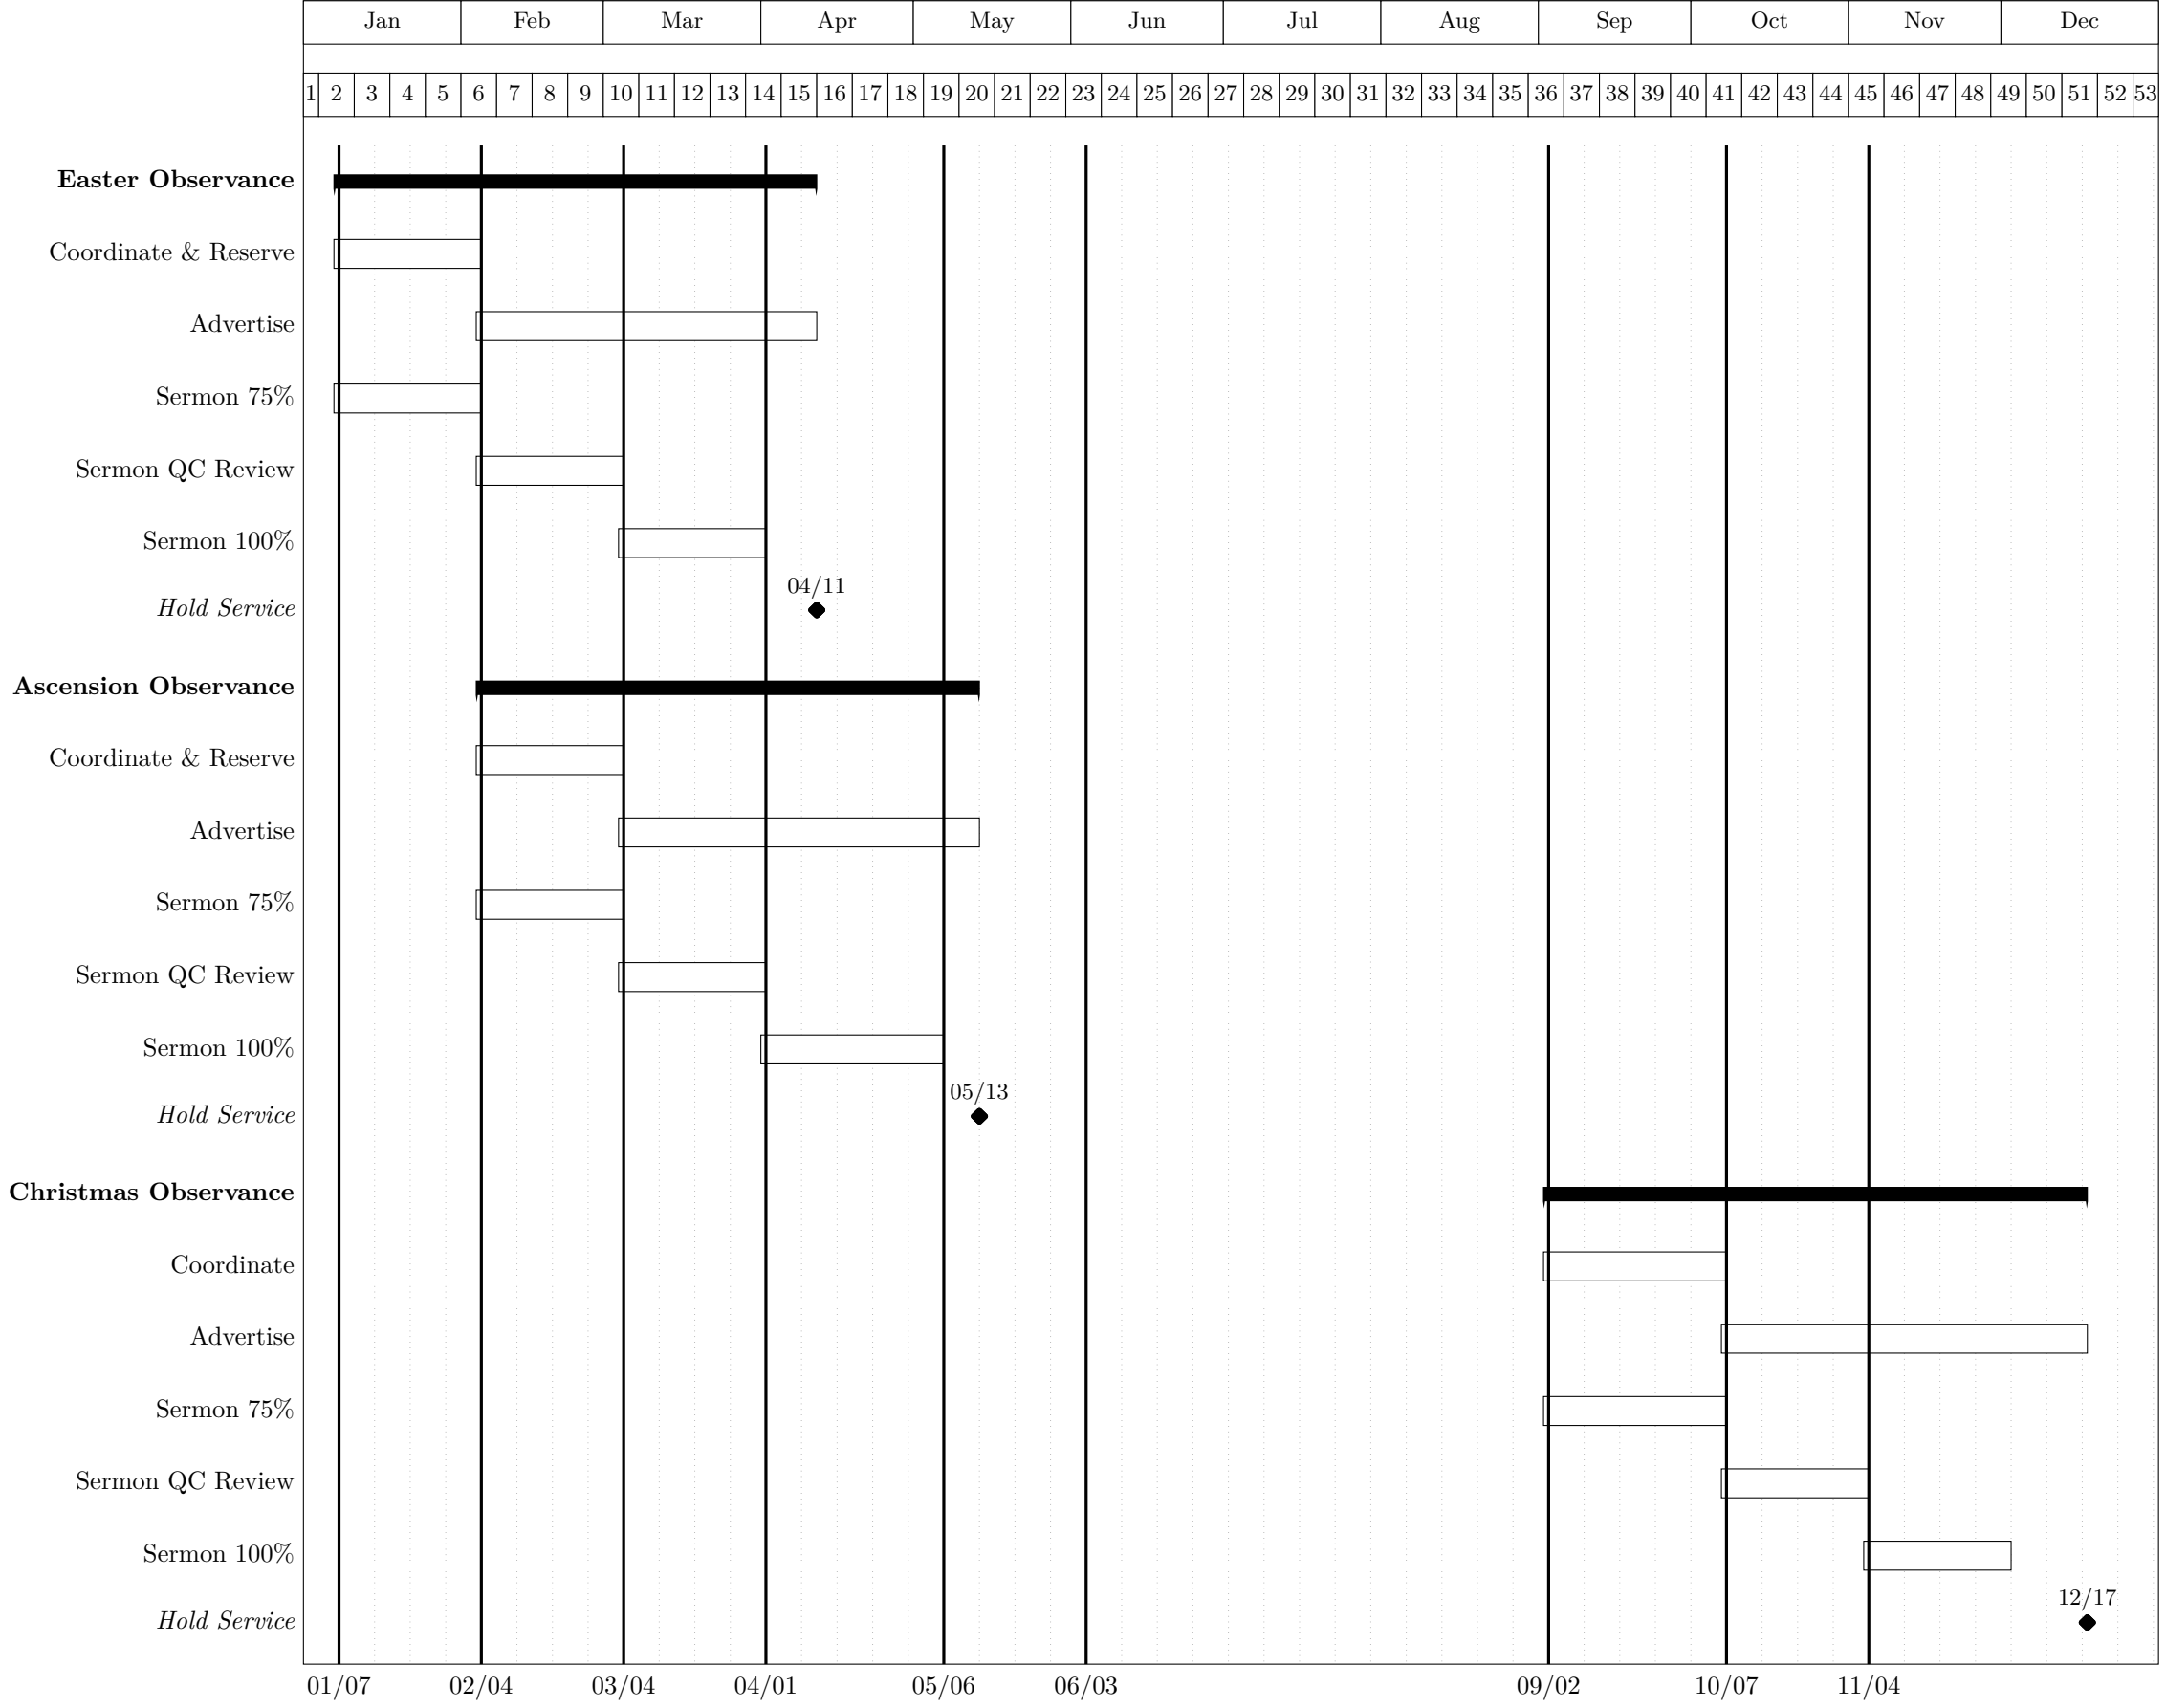 Jan Feb Mar Apr May Jun Jul Aug Sep Oct Nov Dec
1 2 3 4 5 6 7 8 9 10 11 12 13 14 15 16 17 18 19 20 21 22 23 24 25 26 27 28 29 30 31 32 33 34 35 36 37 38 39 40 41 42 43 44 45 46 47 48 49 50 51 52 53
Easter Observance
Coordinate & Reserve
Advertise
Sermon 75%
Sermon QC Review
Sermon 100%
04/11
Hold Service
Ascension Observance
Coordinate & Reserve
Advertise
Sermon 75%
Sermon QC Review
Sermon 100%
05/13
Hold Service
Christmas Observance
Coordinate
Advertise
Sermon 75%
Sermon QC Review
Sermon 100%
12/17
Hold Service
01/07 02/04 03/04 04/01 05/06 06/03 09/02 10/07 11/04